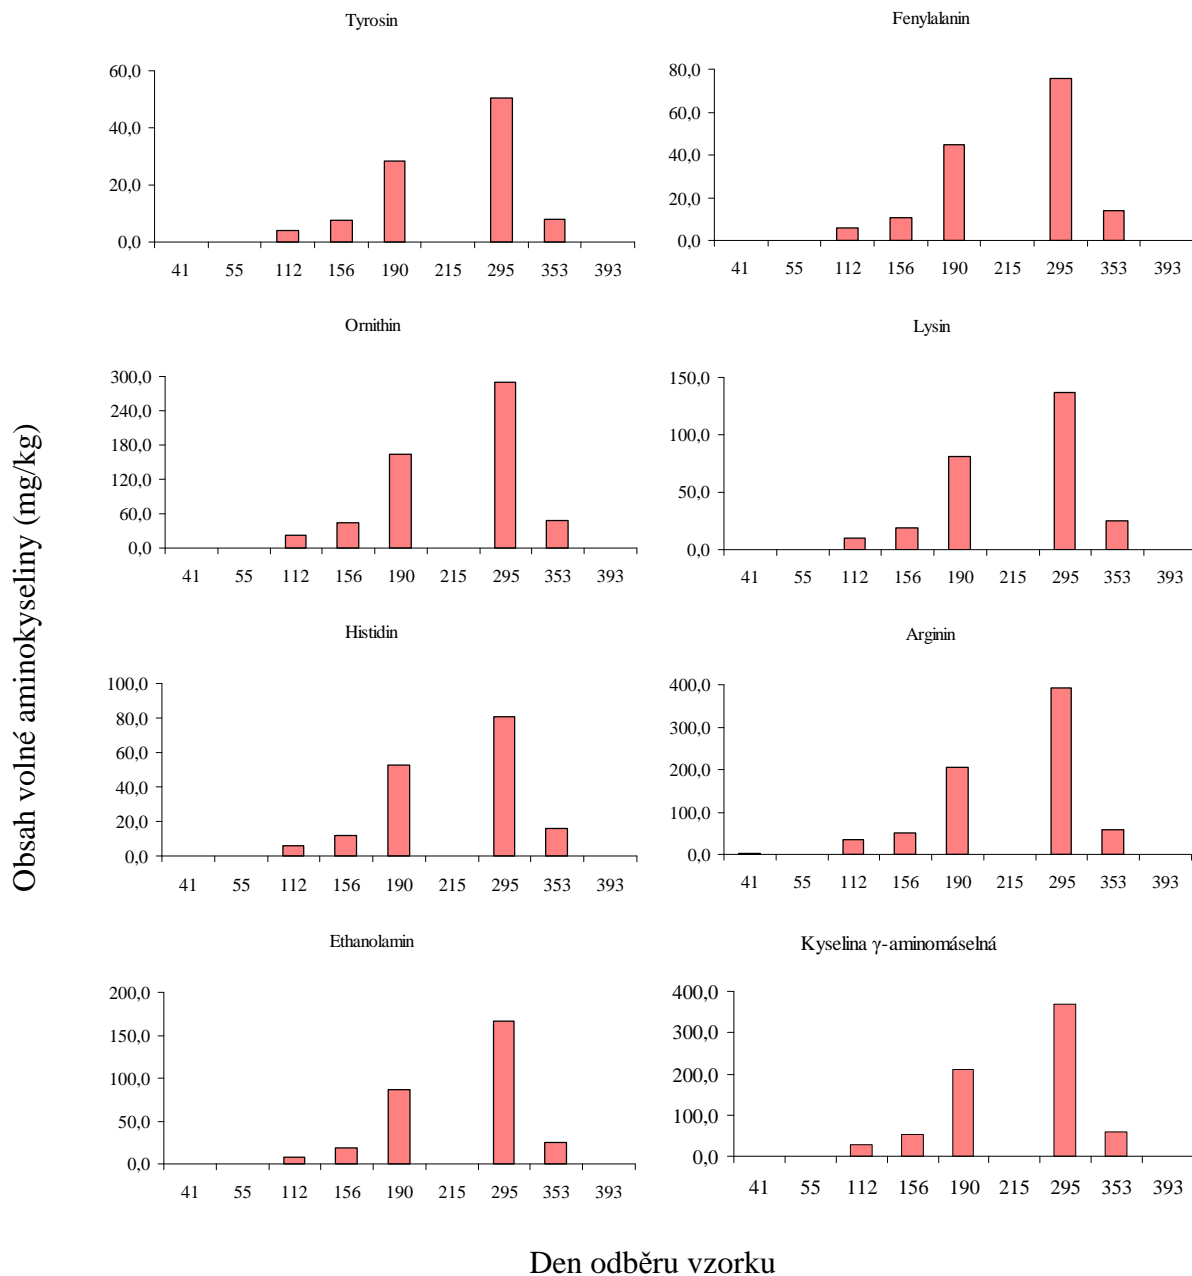 Tyrosin
60,0
40,0
20,0
0,0
41 55 112 156 190 215 295 353 393
Fenylalanin
80,0
60,0
40,0
20,0
0,0
41 55 112 156 190 215 295 353 393
Ornithin
300,0
240,0
180,0
120,0
60,0
0,0
41 55 112 156 190 215 295 353 393
Lysin
150,0
100,0
50,0
0,0
41 55 112 156 190 215 295 353 393
Obsah volné aminokyseliny (mg/kg)
Histidin
100,0
80,0
60,0
40,0
20,0
0,0
41 55 112 156 190 215 295 353 393
Arginin
400,0
300,0
200,0
100,0
0,0
41 55 112 156 190 215 295 353 393
Ethanolamin
200,0
150,0
100,0
50,0
0,0
41 55 112 156 190 215 295 353 393
Kyselina γ-aminomáselná
400,0
300,0
200,0
100,0
0,0
41 55 112 156 190 215 295 353 393
Den odběru vzorku